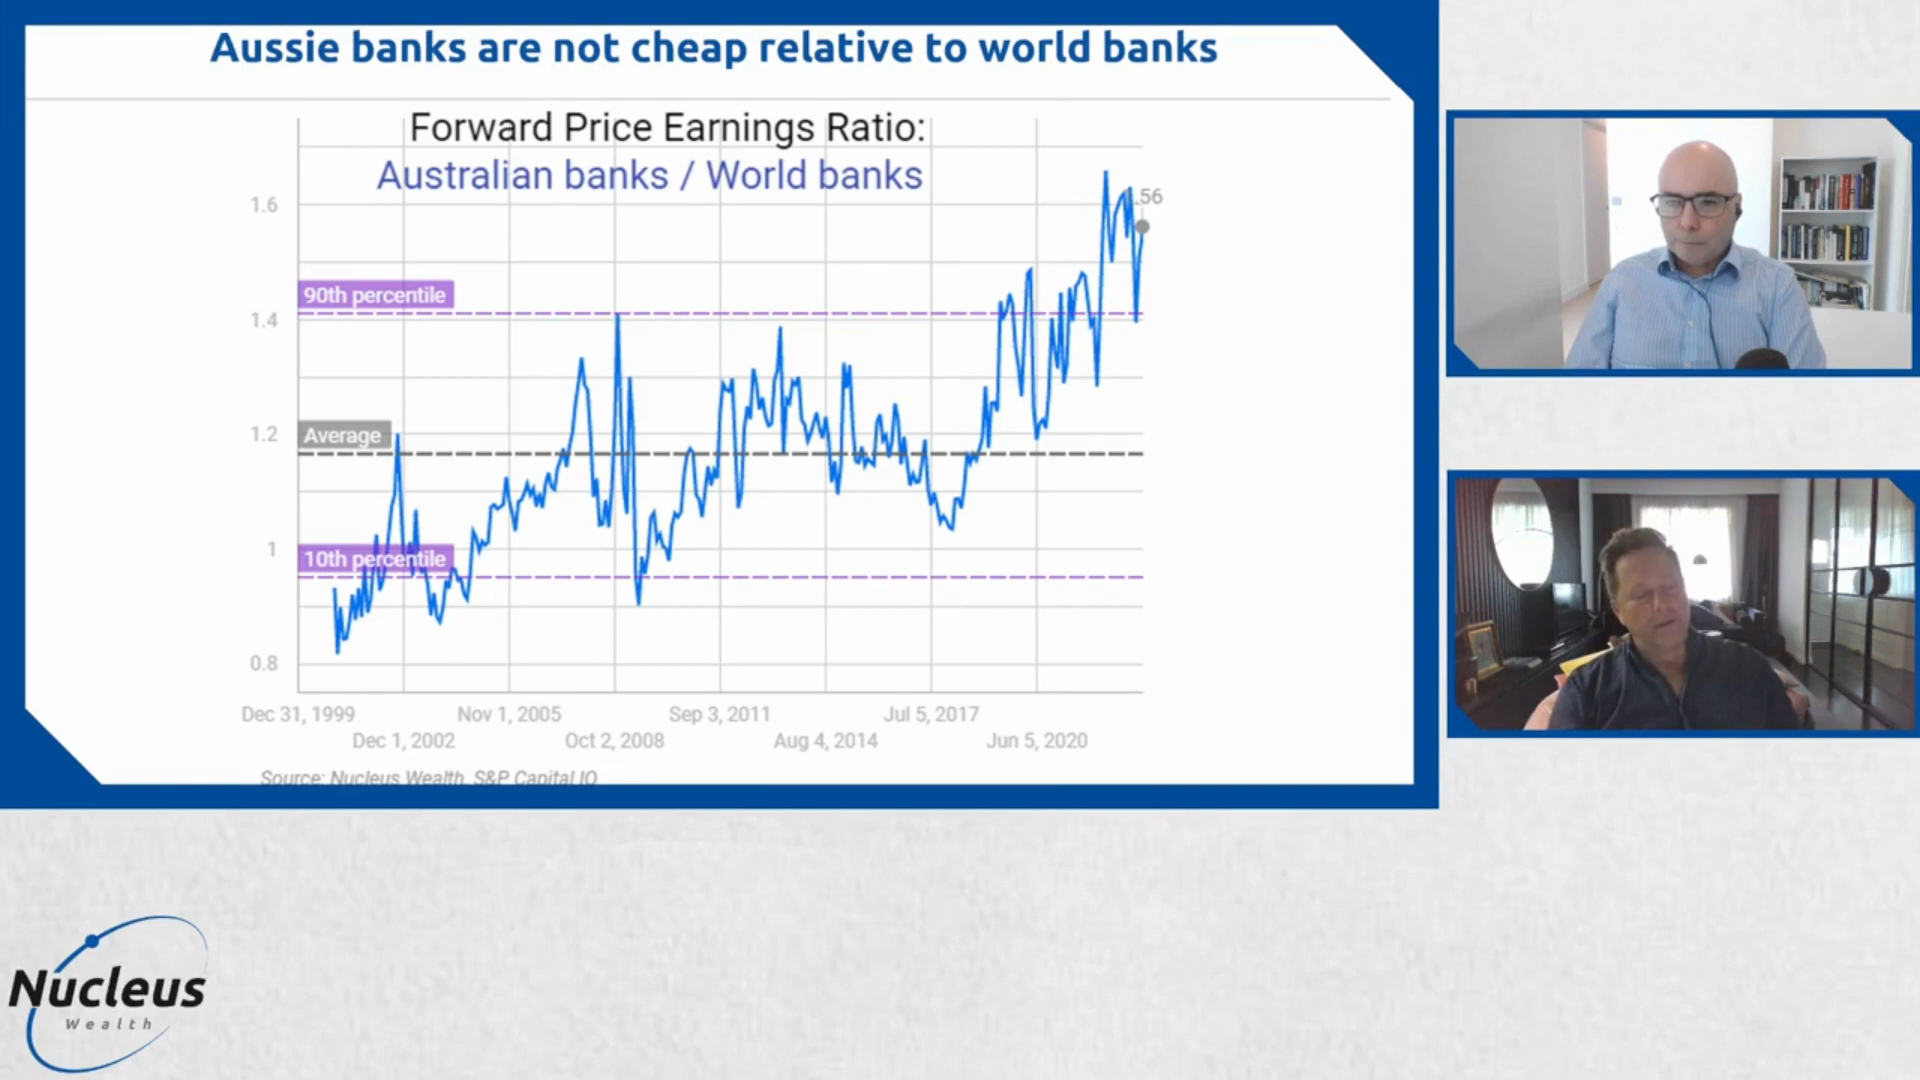 Aussie banks are not cheap relative to world banks
Forward Price Earnings Ratio:
Australian banks / World banks
1.6
.56
90th percentile
1.4
1.2
Average
1
10th percentile
0.8
Dec 31, 1999
Nov 1, 2005
Sep 3, 2011
Jul 5, 2017
Dec 1, 2002
Oct 2, 2008
Aug 4, 2014
Jun 5, 2020
Source: Nucleus Wealth, S&P Capital IQ
Nucleus
Wealth